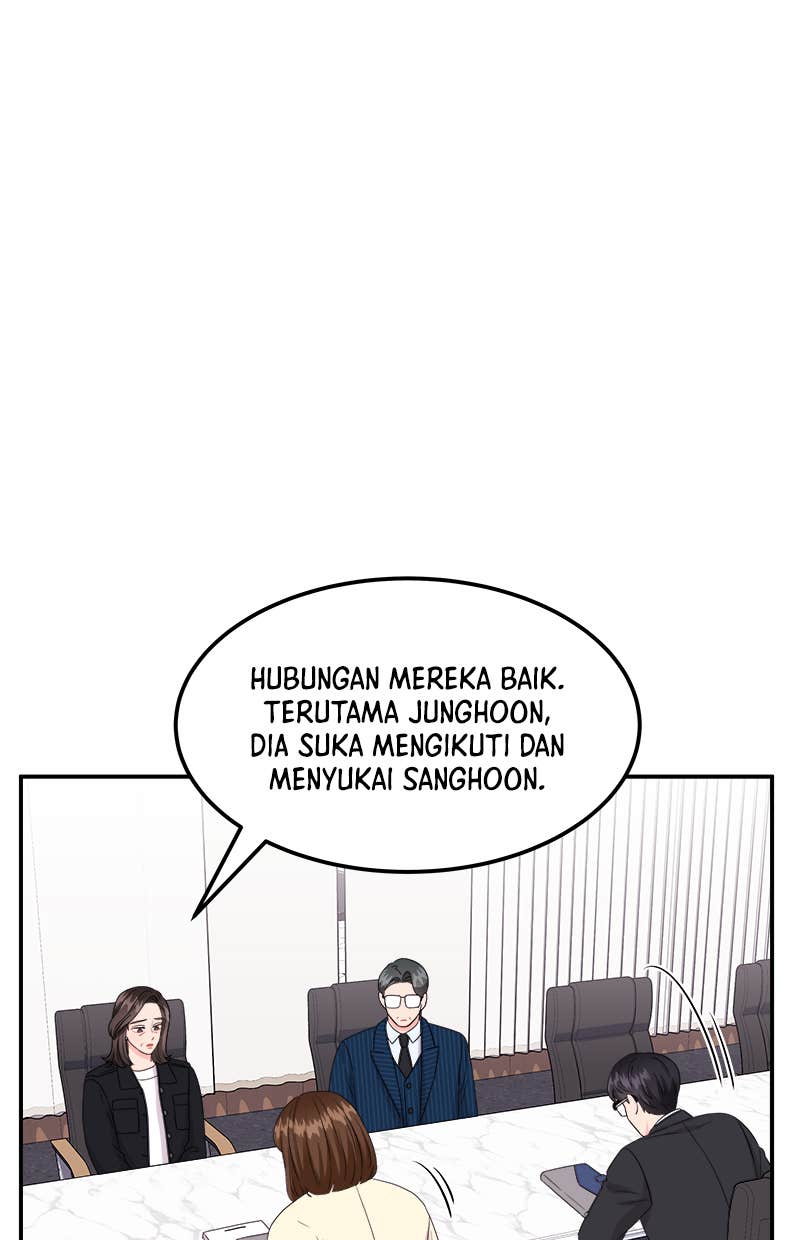 HUBUNGAN MEREKA BAIK.
TERUTAMA JUNGHOON,
DIA SUKA MENGIKUTI DAN
MENYUKAI SANGHOON.